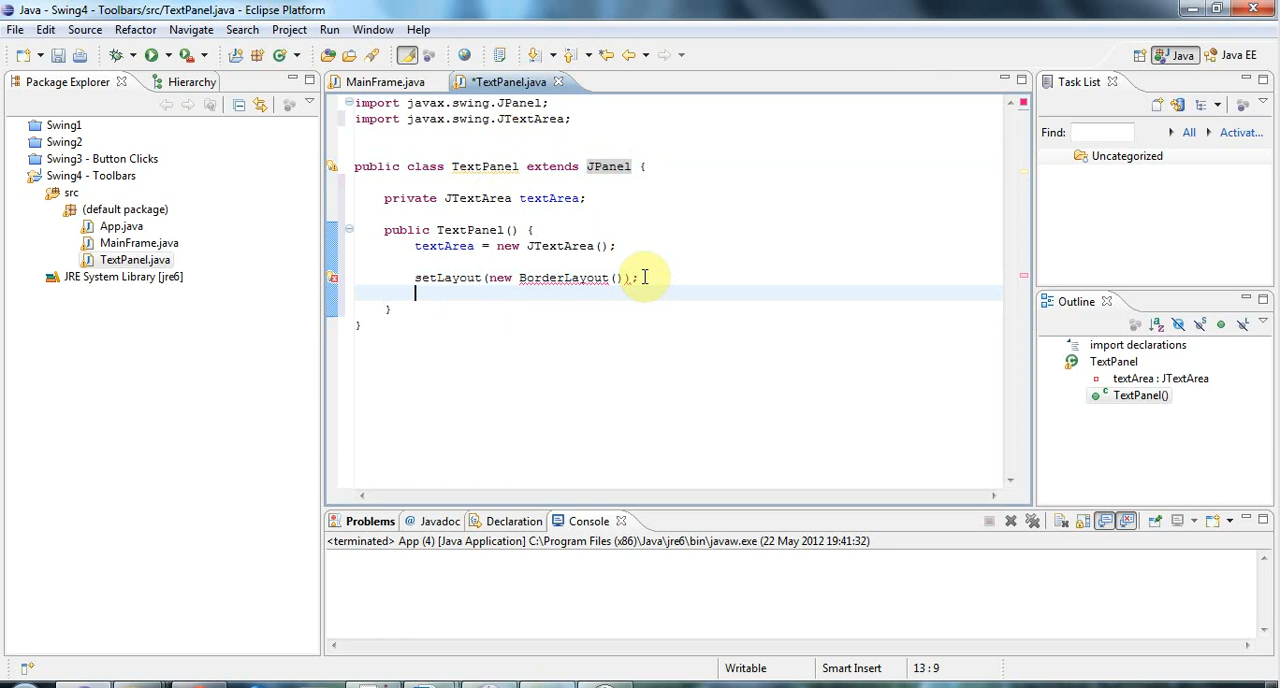 Java - Swing4 - Toolbars/src/TextPanel.java - Eclipse Platform
File Edit Source Refactor Navigate Search Project Run Window Help
Java Java EE
Package Explorer Hierarchy
MainFrame.java *TextPanel.java
Task List
Swing1
Swing2
Swing3 - Button Clicks
Swing4 - Toolbars
src
(default package)
App.java
MainFrame.java
TextPanel.java
JRE System Library [jre6]
import javax.swing.JPanel;
import javax.swing.JTextArea;
public class TextPanel extends JPanel {
private JTextArea textArea;
public TextPanel() {
textArea = new JTextArea();
setLayout(new BorderLayout());
}
}
Find: All Activat...
Uncategorized
Outline
import declarations
TextPanel
textArea : JTextArea
TextPanel()
Problems @ Javadoc Declaration Console
<terminated> App (4) [Java Application] C:\Program Files (x86)\Java\jre6\bin\javaw.exe (22 May 2012 19:41:32)
Writable Smart Insert 13 : 9